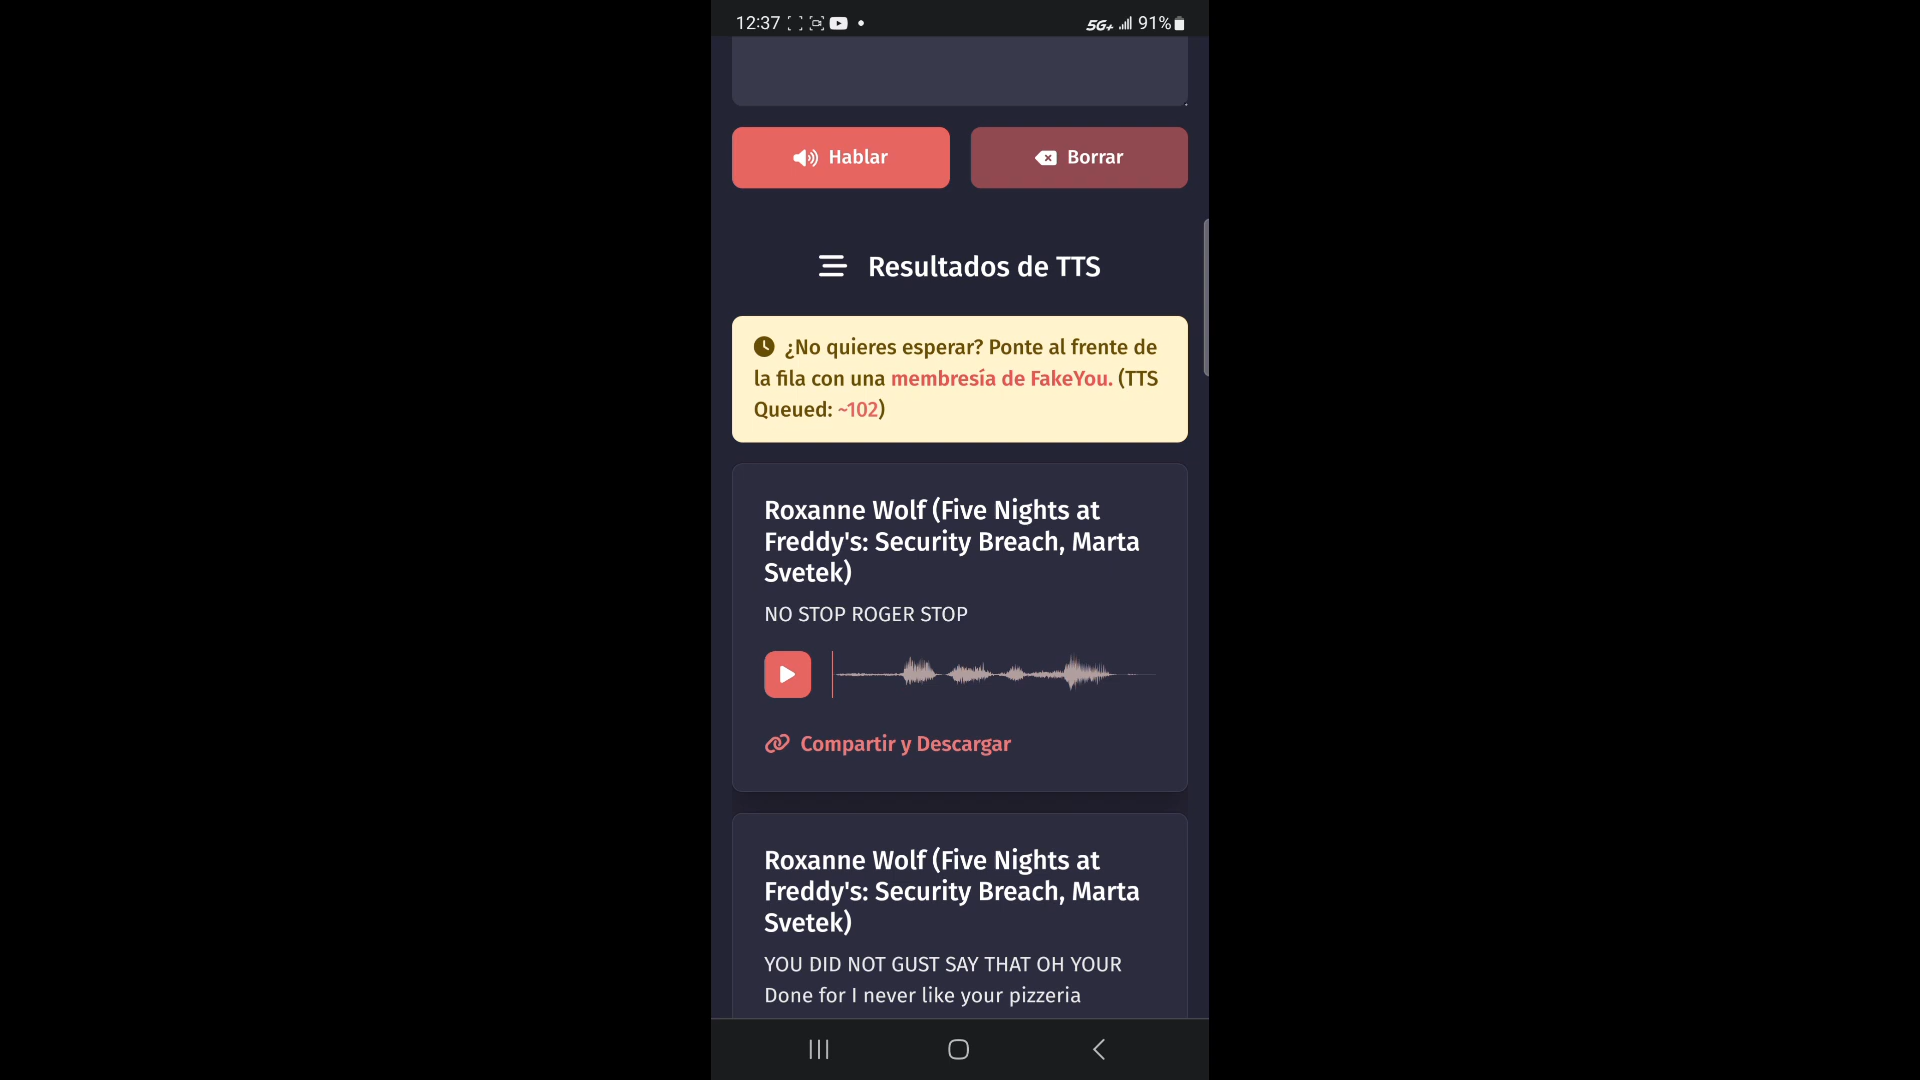 12:37
5G+ 91%
Hablar
Borrar
Resultados de TTS
¿No quieres esperar? Ponte al frente de
la fila con una membresía de FakeYou. (TTS
Queued: ~102)
Roxanne Wolf (Five Nights at
Freddy's: Security Breach, Marta
Svetek)
NO STOP ROGER STOP
Compartir y Descargar
Roxanne Wolf (Five Nights at
Freddy's: Security Breach, Marta
Svetek)
YOU DID NOT GUST SAY THAT OH YOUR
Done for I never like your pizzeria